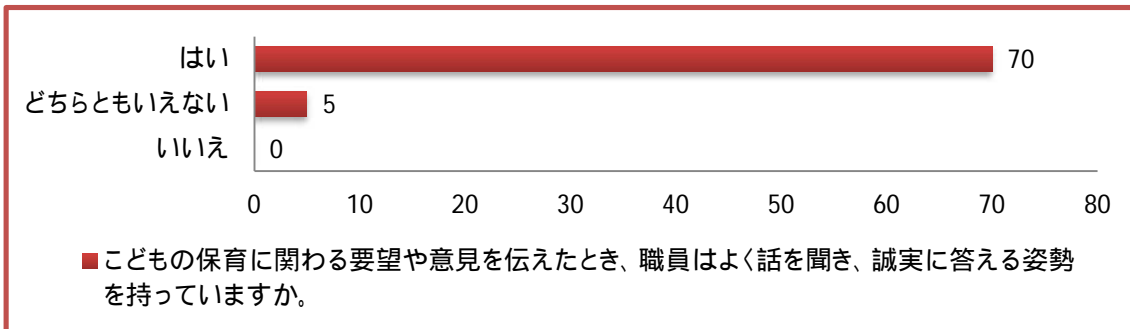 はい 70
どちらともいえない 5
いいえ 0
0 10 20 30 40 50 60 70 80
こどもの保育に関わる要望や意見を伝えたとき、職員はよく話を聞き、誠実に答える姿勢
を持っていますか。